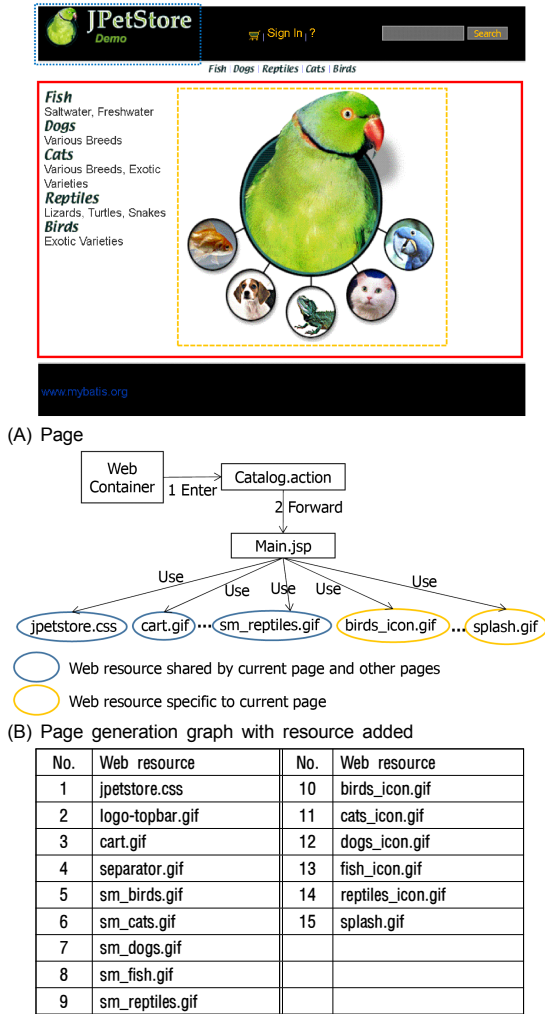 JPetStore
Demo
Sign In | ?
Search
Fish | Dogs | Reptiles | Cats | Birds
Fish
Saltwater, Freshwater
Dogs
Various Breeds
Cats
Various Breeds, Exotic
Varieties
Reptiles
Lizards, Turtles, Snakes
Birds
Exotic Varieties
www.mybatis.org
(A) Page
Web
Container
1 Enter
Catalog.action
2 Forward
Main.jsp
Use
Use
Use
Use
Use
jpetstore.css
cart.gif
...
sm_reptiles.gif
birds_icon.gif
...
splash.gif
Web resource shared by current page and other pages
Web resource specific to current page
(B) Page generation graph with resource added
No. Web resource No. Web resource
1 jpetstore.css 10 birds_icon.gif
2 logo-topbar.gif 11 cats_icon.gif
3 cart.gif 12 dogs_icon.gif
4 separator.gif 13 fish_icon.gif
5 sm_birds.gif 14 reptiles_icon.gif
6 sm_cats.gif 15 splash.gif
7 sm_dogs.gif
8 sm_fish.gif
9 sm_reptiles.gif